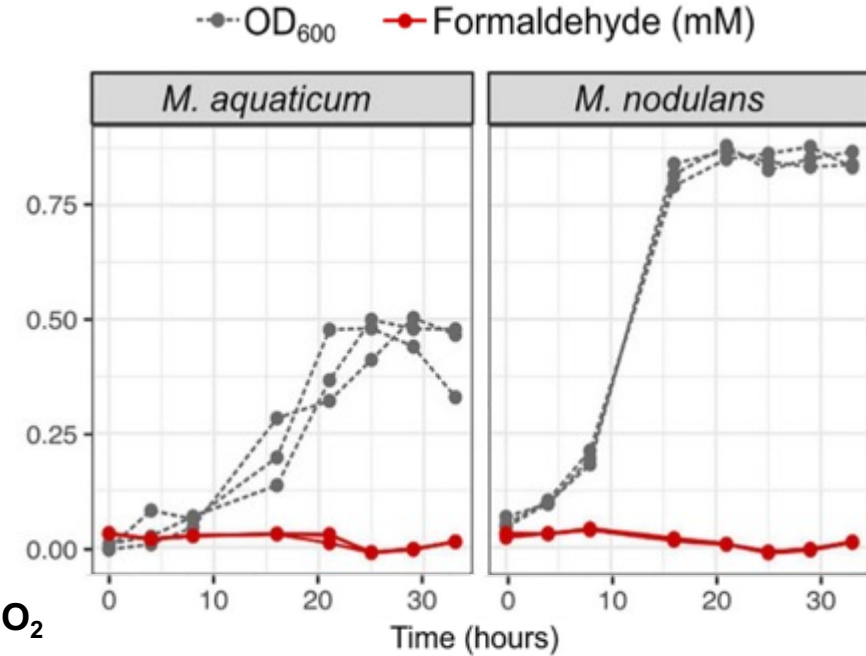 OD₆₀₀ Formaldehyde (mM)
M. aquaticum M. nodulans
0.75
0.50
0.25
0.00
0 10 20 30 0 10 20 30
O₂
Time (hours)